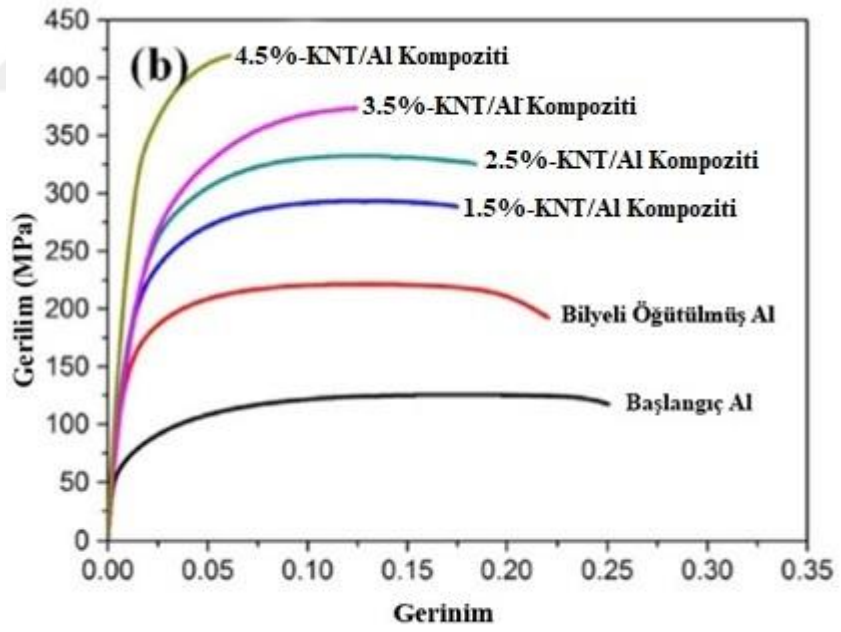 (b)
4.5%-KNT/Al Kompoziti
3.5%-KNT/Al Kompoziti
2.5%-KNT/Al Kompoziti
1.5%-KNT/Al Kompoziti
Bilyeli Öğütülmüş Al
Başlangıç Al
Gerilim (MPa)
450
400
350
300
250
200
150
100
50
0
0.00 0.05 0.10 0.15 0.20 0.25 0.30 0.35
Gerinim